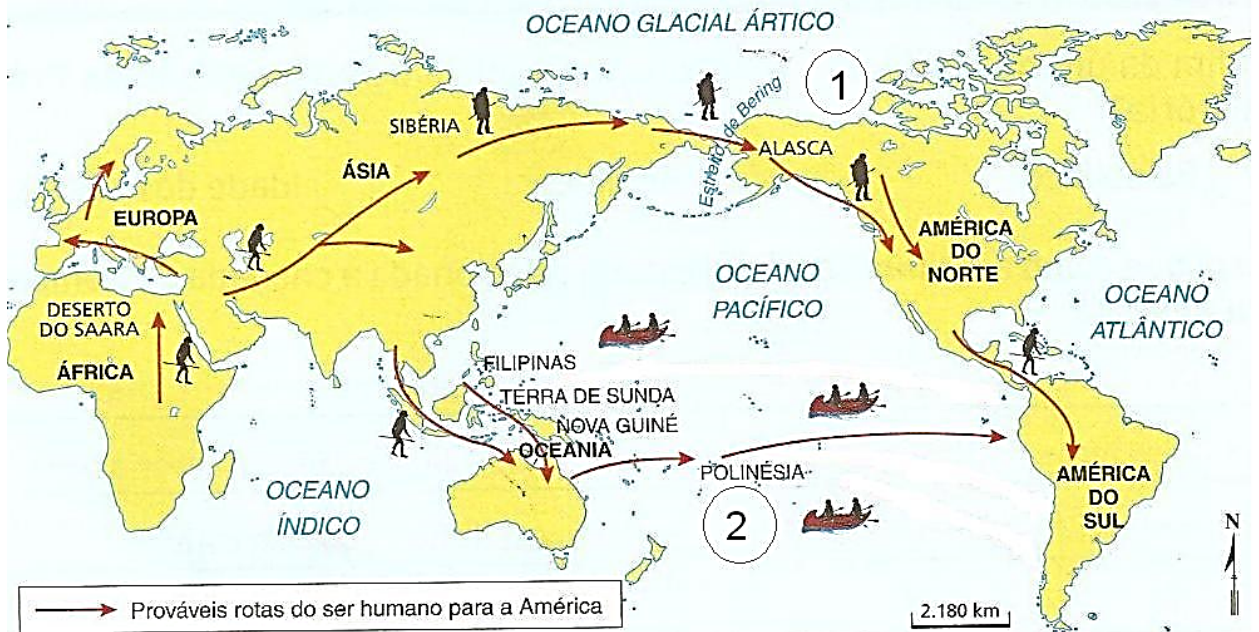 OCEANO GLACIAL ÁRTICO
1
Estreito de Bering
SIBÉRIA
ALASCA
ÁSIA
EUROPA
AMÉRICA
DO
NORTE
OCEANO
PACÍFICO
OCEANO
ATLÂNTICO
DESERTO
DO SAARA
ÁFRICA
FILIPINAS
TERRA DE SUNDA
NOVA GUINÉ
OCEANIA
POLINÉSIA
AMÉRICA
DO
SUL
OCEANO
ÍNDICO
2
N
Prováveis rotas do ser humano para a América
2.180 km